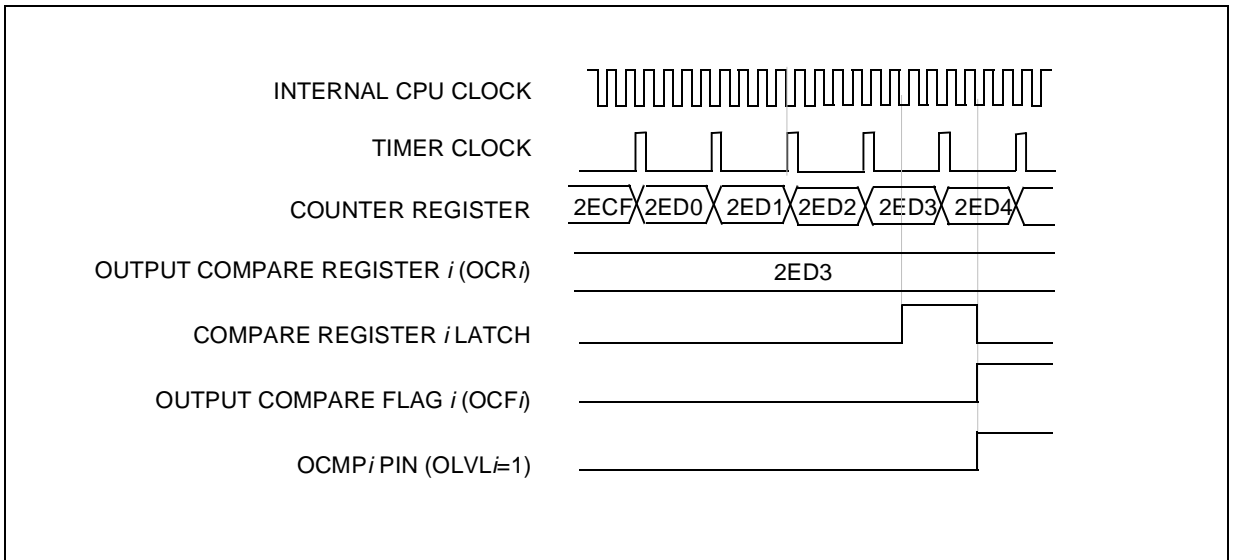 INTERNAL CPU CLOCK
TIMER CLOCK
COUNTER REGISTER 2ECF 2ED0 2ED1 2ED2 2ED3 2ED4
OUTPUT COMPARE REGISTER i (OCRi) 2ED3
COMPARE REGISTER i LATCH
OUTPUT COMPARE FLAG i (OCFi)
OCMPi PIN (OLVLi=1)